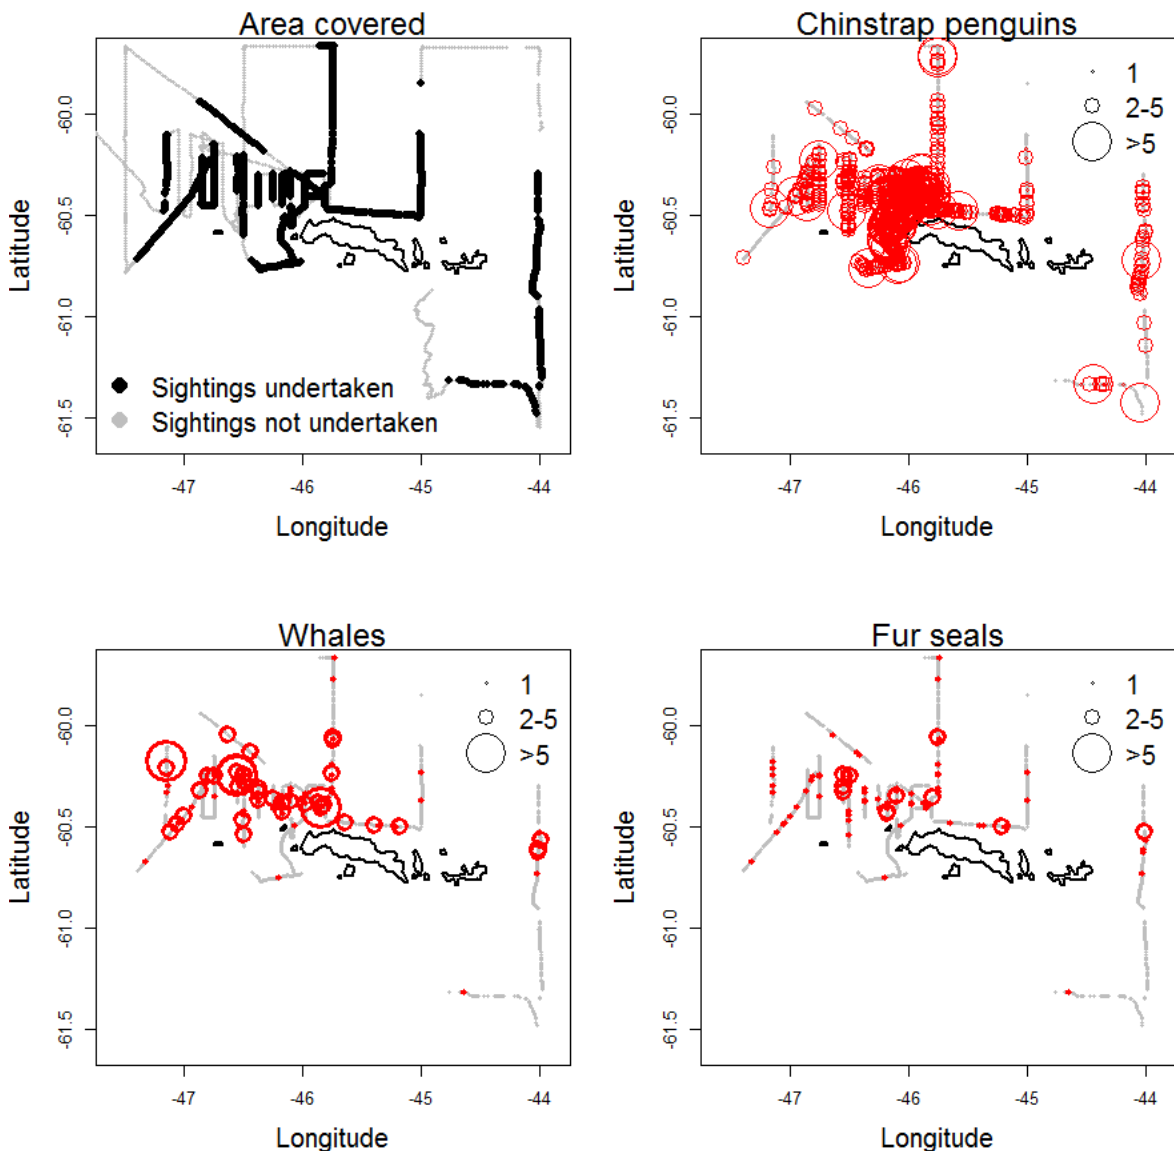 Area covered
Latitude
-60.0
-60.5
-61.0
-61.5
Sightings undertaken
Sightings not undertaken
-47 -46 -45 -44
Longitude
Chinstrap penguins
Latitude
-60.0
-60.5
-61.0
-61.5
1
2-5
>5
-47 -46 -45 -44
Longitude
Whales
Latitude
-60.0
-60.5
-61.0
-61.5
1
2-5
>5
-47 -46 -45 -44
Longitude
Fur seals
Latitude
-60.0
-60.5
-61.0
-61.5
1
2-5
>5
-47 -46 -45 -44
Longitude